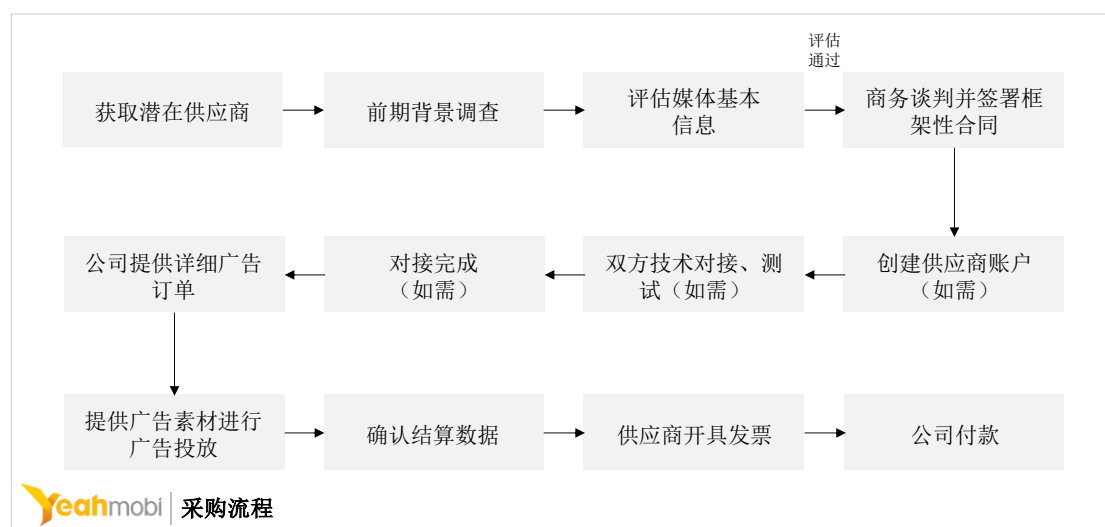 评估
通过
获取潜在供应商
前期背景调查
评估媒体基本
信息
商务谈判并签署框
架性合同
公司提供详细广告
订单
对接完成
（如需）
双方技术对接、测
试（如需）
创建供应商账户
（如需）
提供广告素材进行
广告投放
确认结算数据
供应商开具发票
公司付款
Yeahmobi 采购流程